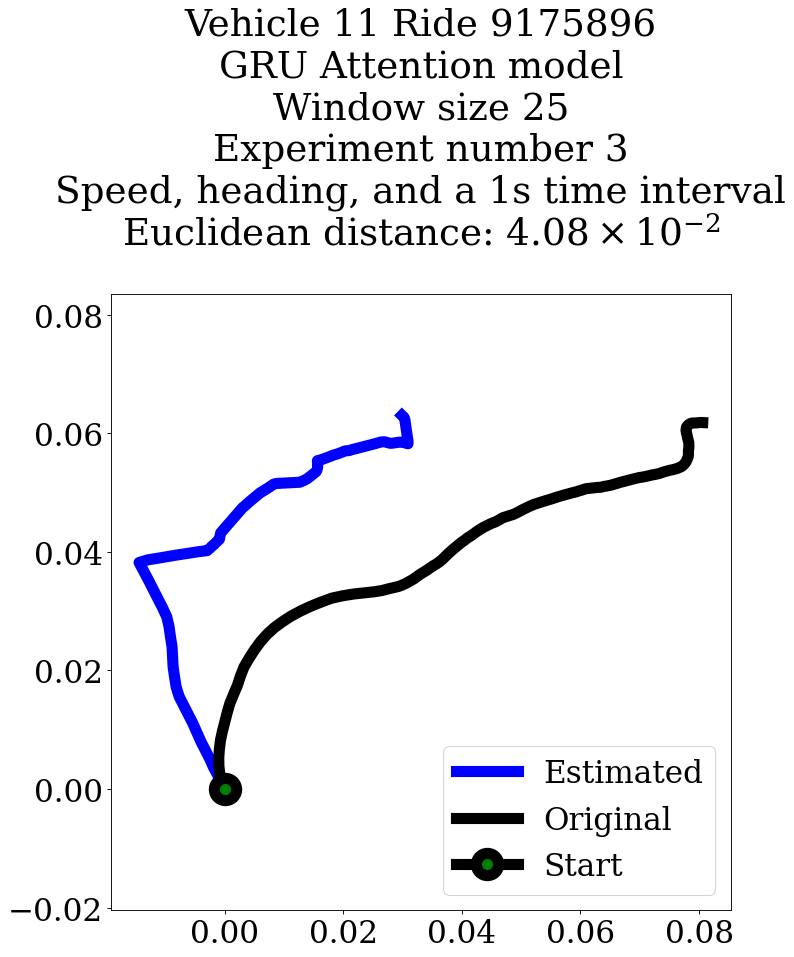 Vehicle 11 Ride 9175896
GRU Attention model
Window size 25
Experiment number 3
Speed, heading, and a 1s time interval
Euclidean distance: 4.08 × 10⁻²
0.08
0.06
0.04
0.02
0.00
−0.02
0.00 0.02 0.04 0.06 0.08
Estimated
Original
Start